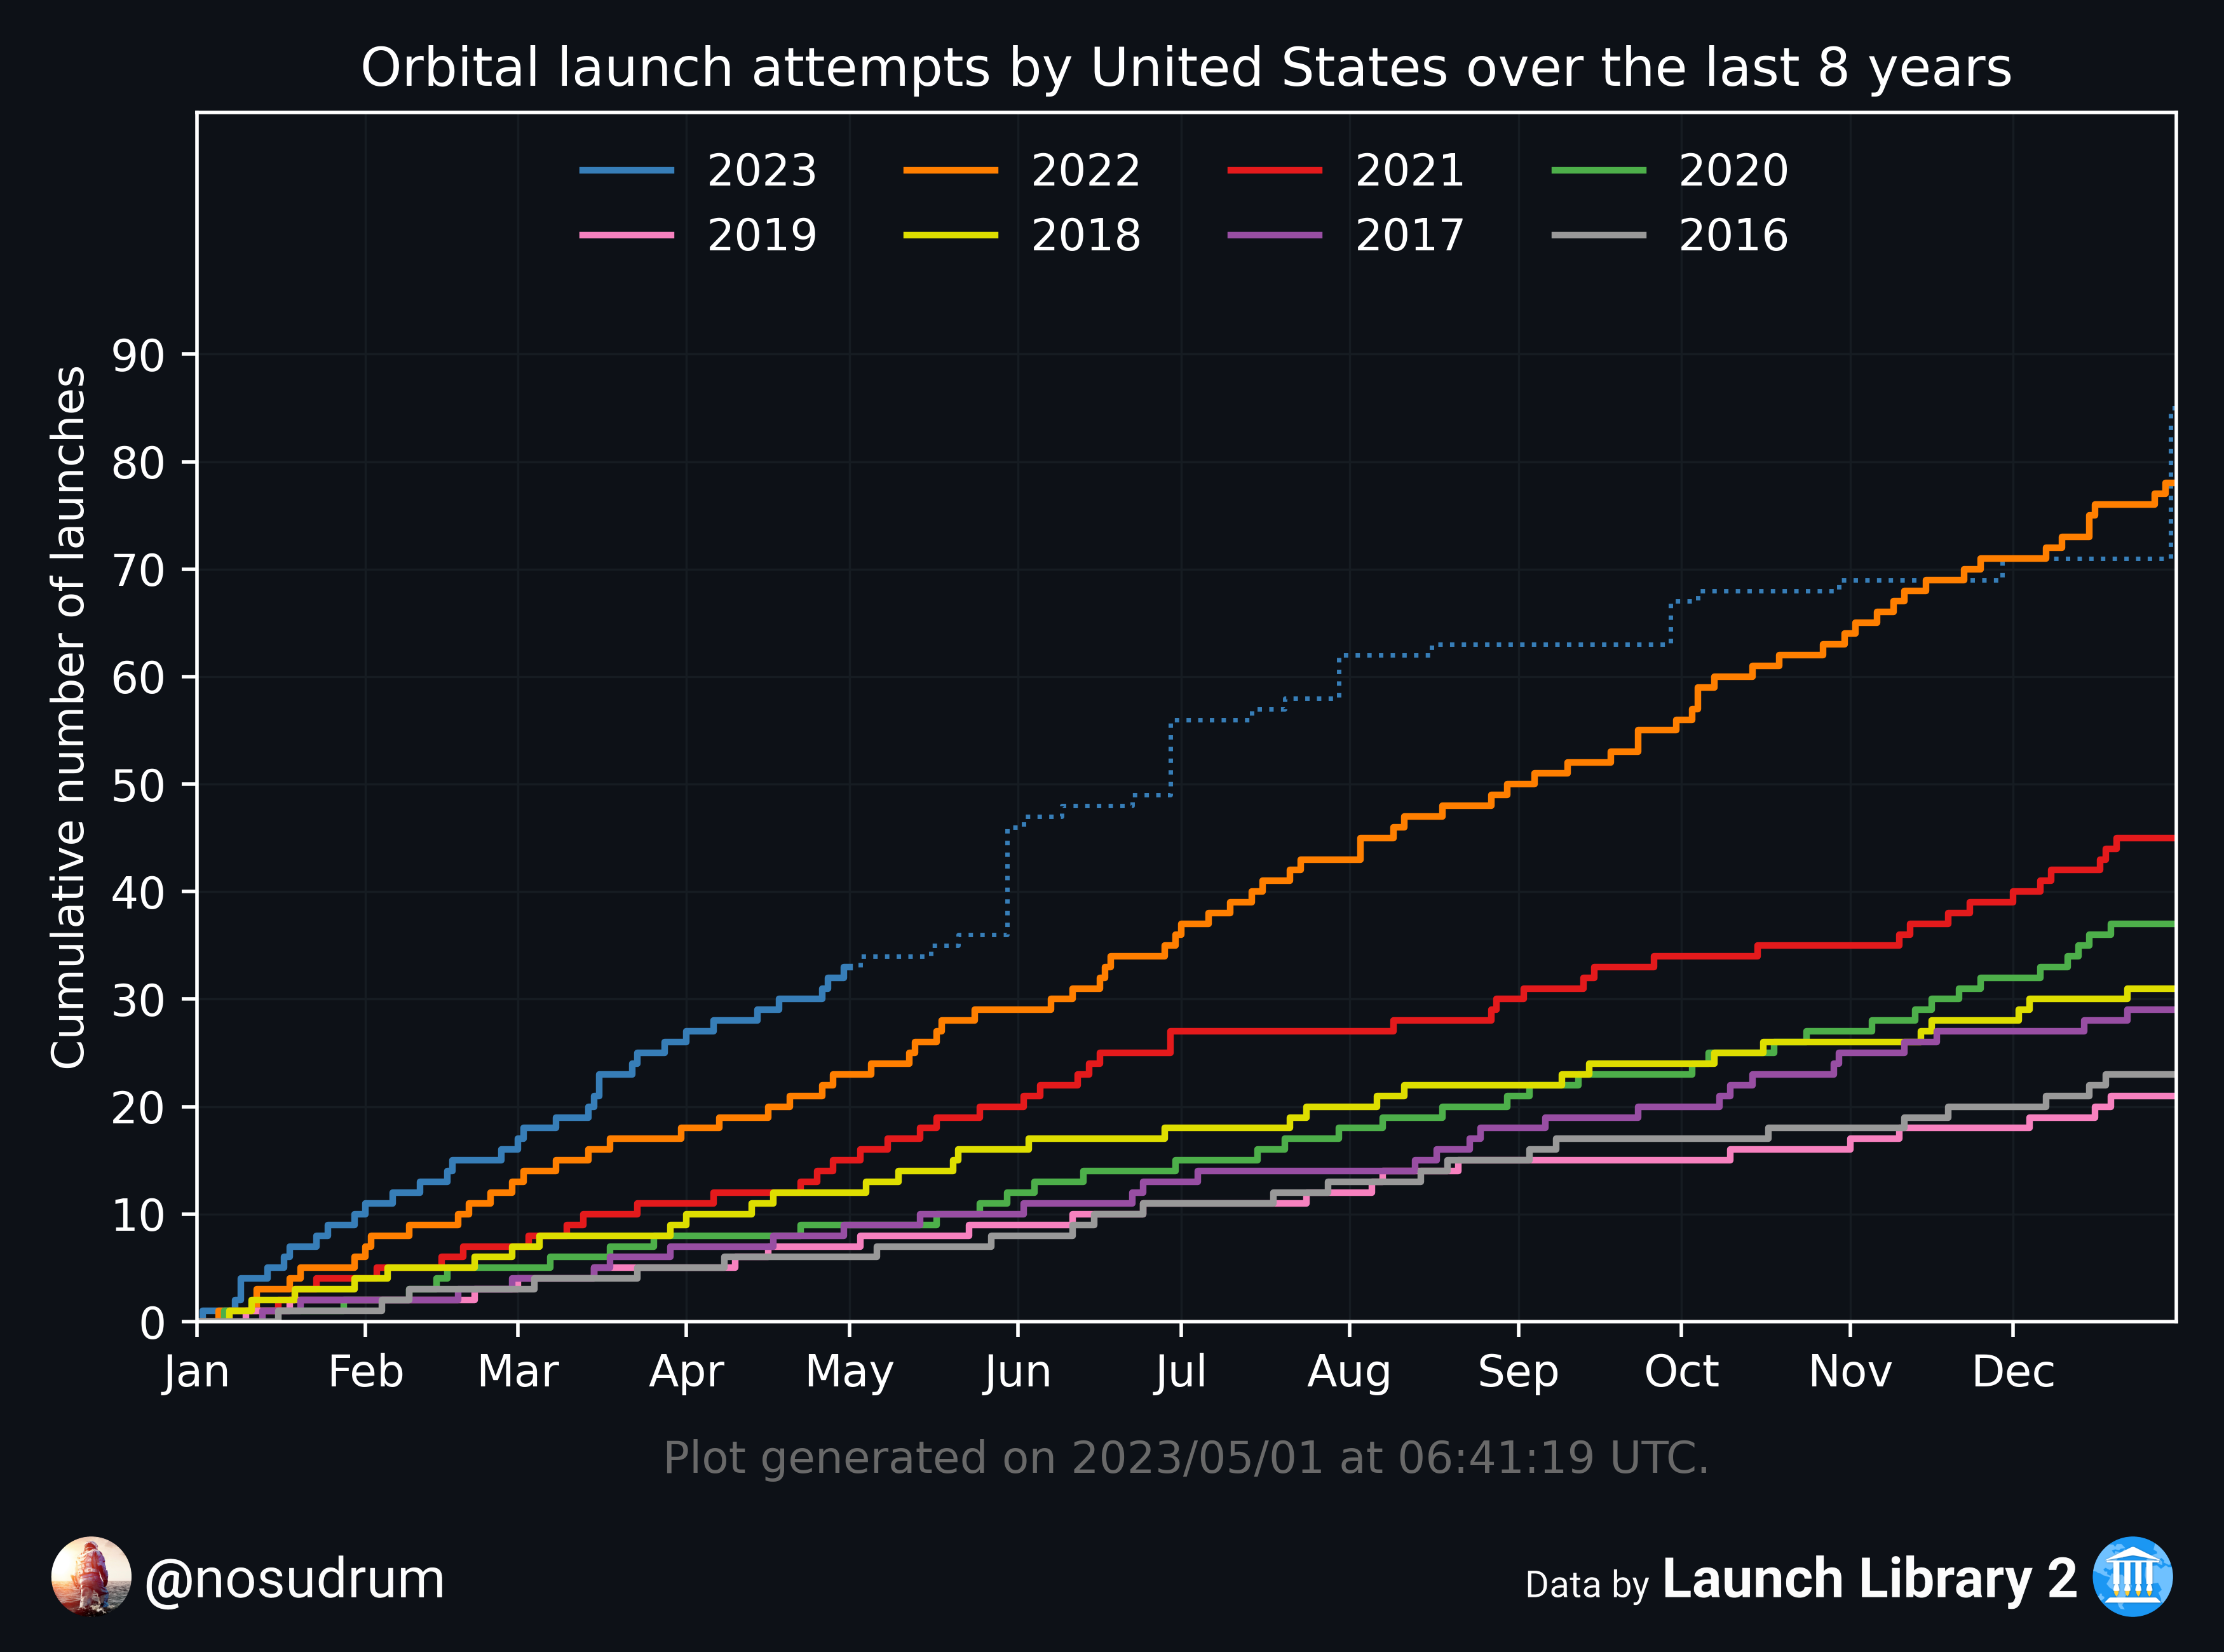 Orbital launch attempts by United States over the last 8 years
2023 2022 2021 2020
2019 2018 2017 2016
Cumulative number of launches
90
80
70
60
50
40
30
20
10
0
Jan Feb Mar Apr May Jun Jul Aug Sep Oct Nov Dec
Plot generated on 2023/05/01 at 06:41:19 UTC.
@nosudrum
Data by Launch Library 2